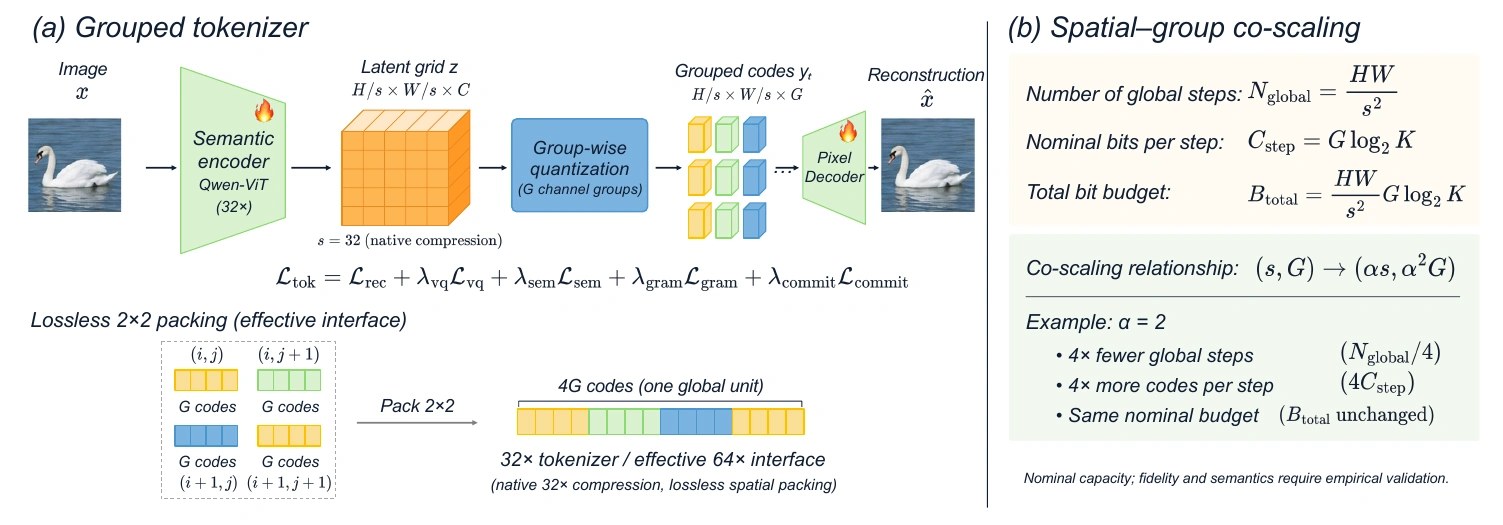 (a) Grouped tokenizer
Image
x
Semantic
encoder
Qwen-ViT
(32×)
Latent grid z
H/s × W/s × C
s = 32 (native compression)
Group-wise
quantization
(G channel groups)
Grouped codes yₜ
H/s × W/s × G
...
Pixel
Decoder
Reconstruction
x̂
ℒ_tok = ℒ_rec + λ_vq ℒ_vq + λ_sem ℒ_sem + λ_gram ℒ_gram + λ_commit ℒ_commit
Lossless 2×2 packing (effective interface)
(i, j) (i, j + 1)
G codes G codes
G codes G codes
(i + 1, j) (i + 1, j + 1)
Pack 2×2
4G codes (one global unit)
32× tokenizer / effective 64× interface
(native 32× compression, lossless spatial packing)
(b) Spatial–group co-scaling
Number of global steps: N_global = HW / s²
Nominal bits per step: C_step = G log₂ K
Total bit budget: B_total = HW / s² G log₂ K
Co-scaling relationship: (s, G) → (αs, α²G)
Example: α = 2
• 4× fewer global steps (N_global/4)
• 4× more codes per step (4C_step)
• Same nominal budget (B_total unchanged)
Nominal capacity; fidelity and semantics require empirical validation.